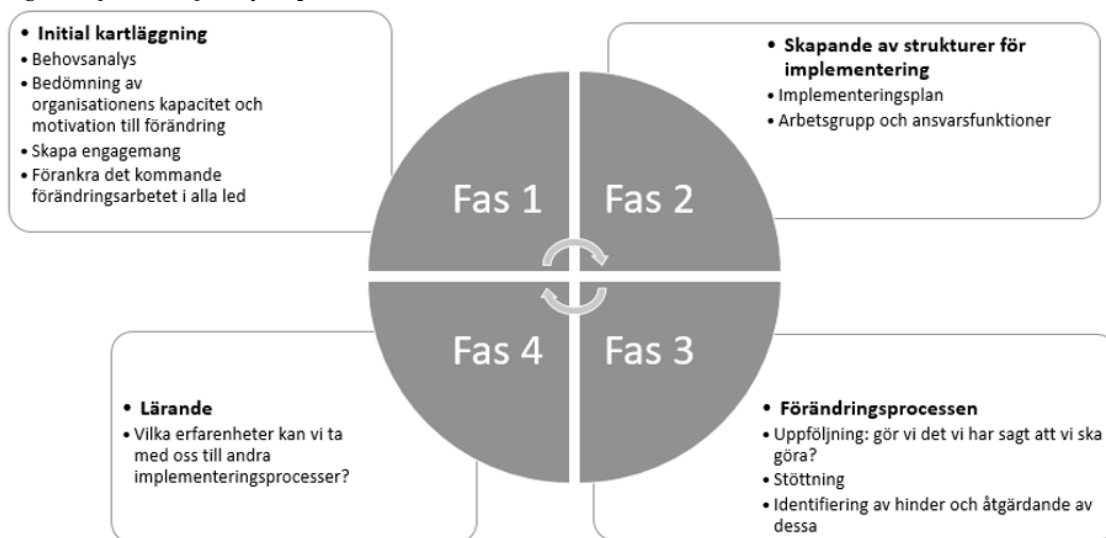 • Initial kartläggning
• Behovsanalys
• Bedömning av
organisationens kapacitet och
motivation till förändring
• Skapa engagemang
• Förankra det kommande
förändringsarbetet i alla led
• Skapande av strukturer för
implementering
• Implementeringsplan
• Arbetsgrupp och ansvarsfunktioner
Fas 1
Fas 2
Fas 4
Fas 3
• Lärande
• Vilka erfarenheter kan vi ta
med oss till andra
implementeringsprocesser?
• Förändringsprocessen
• Uppföljning: gör vi det vi har sagt att vi ska
göra?
• Stöttning
• Identifiering av hinder och åtgärdande av
dessa